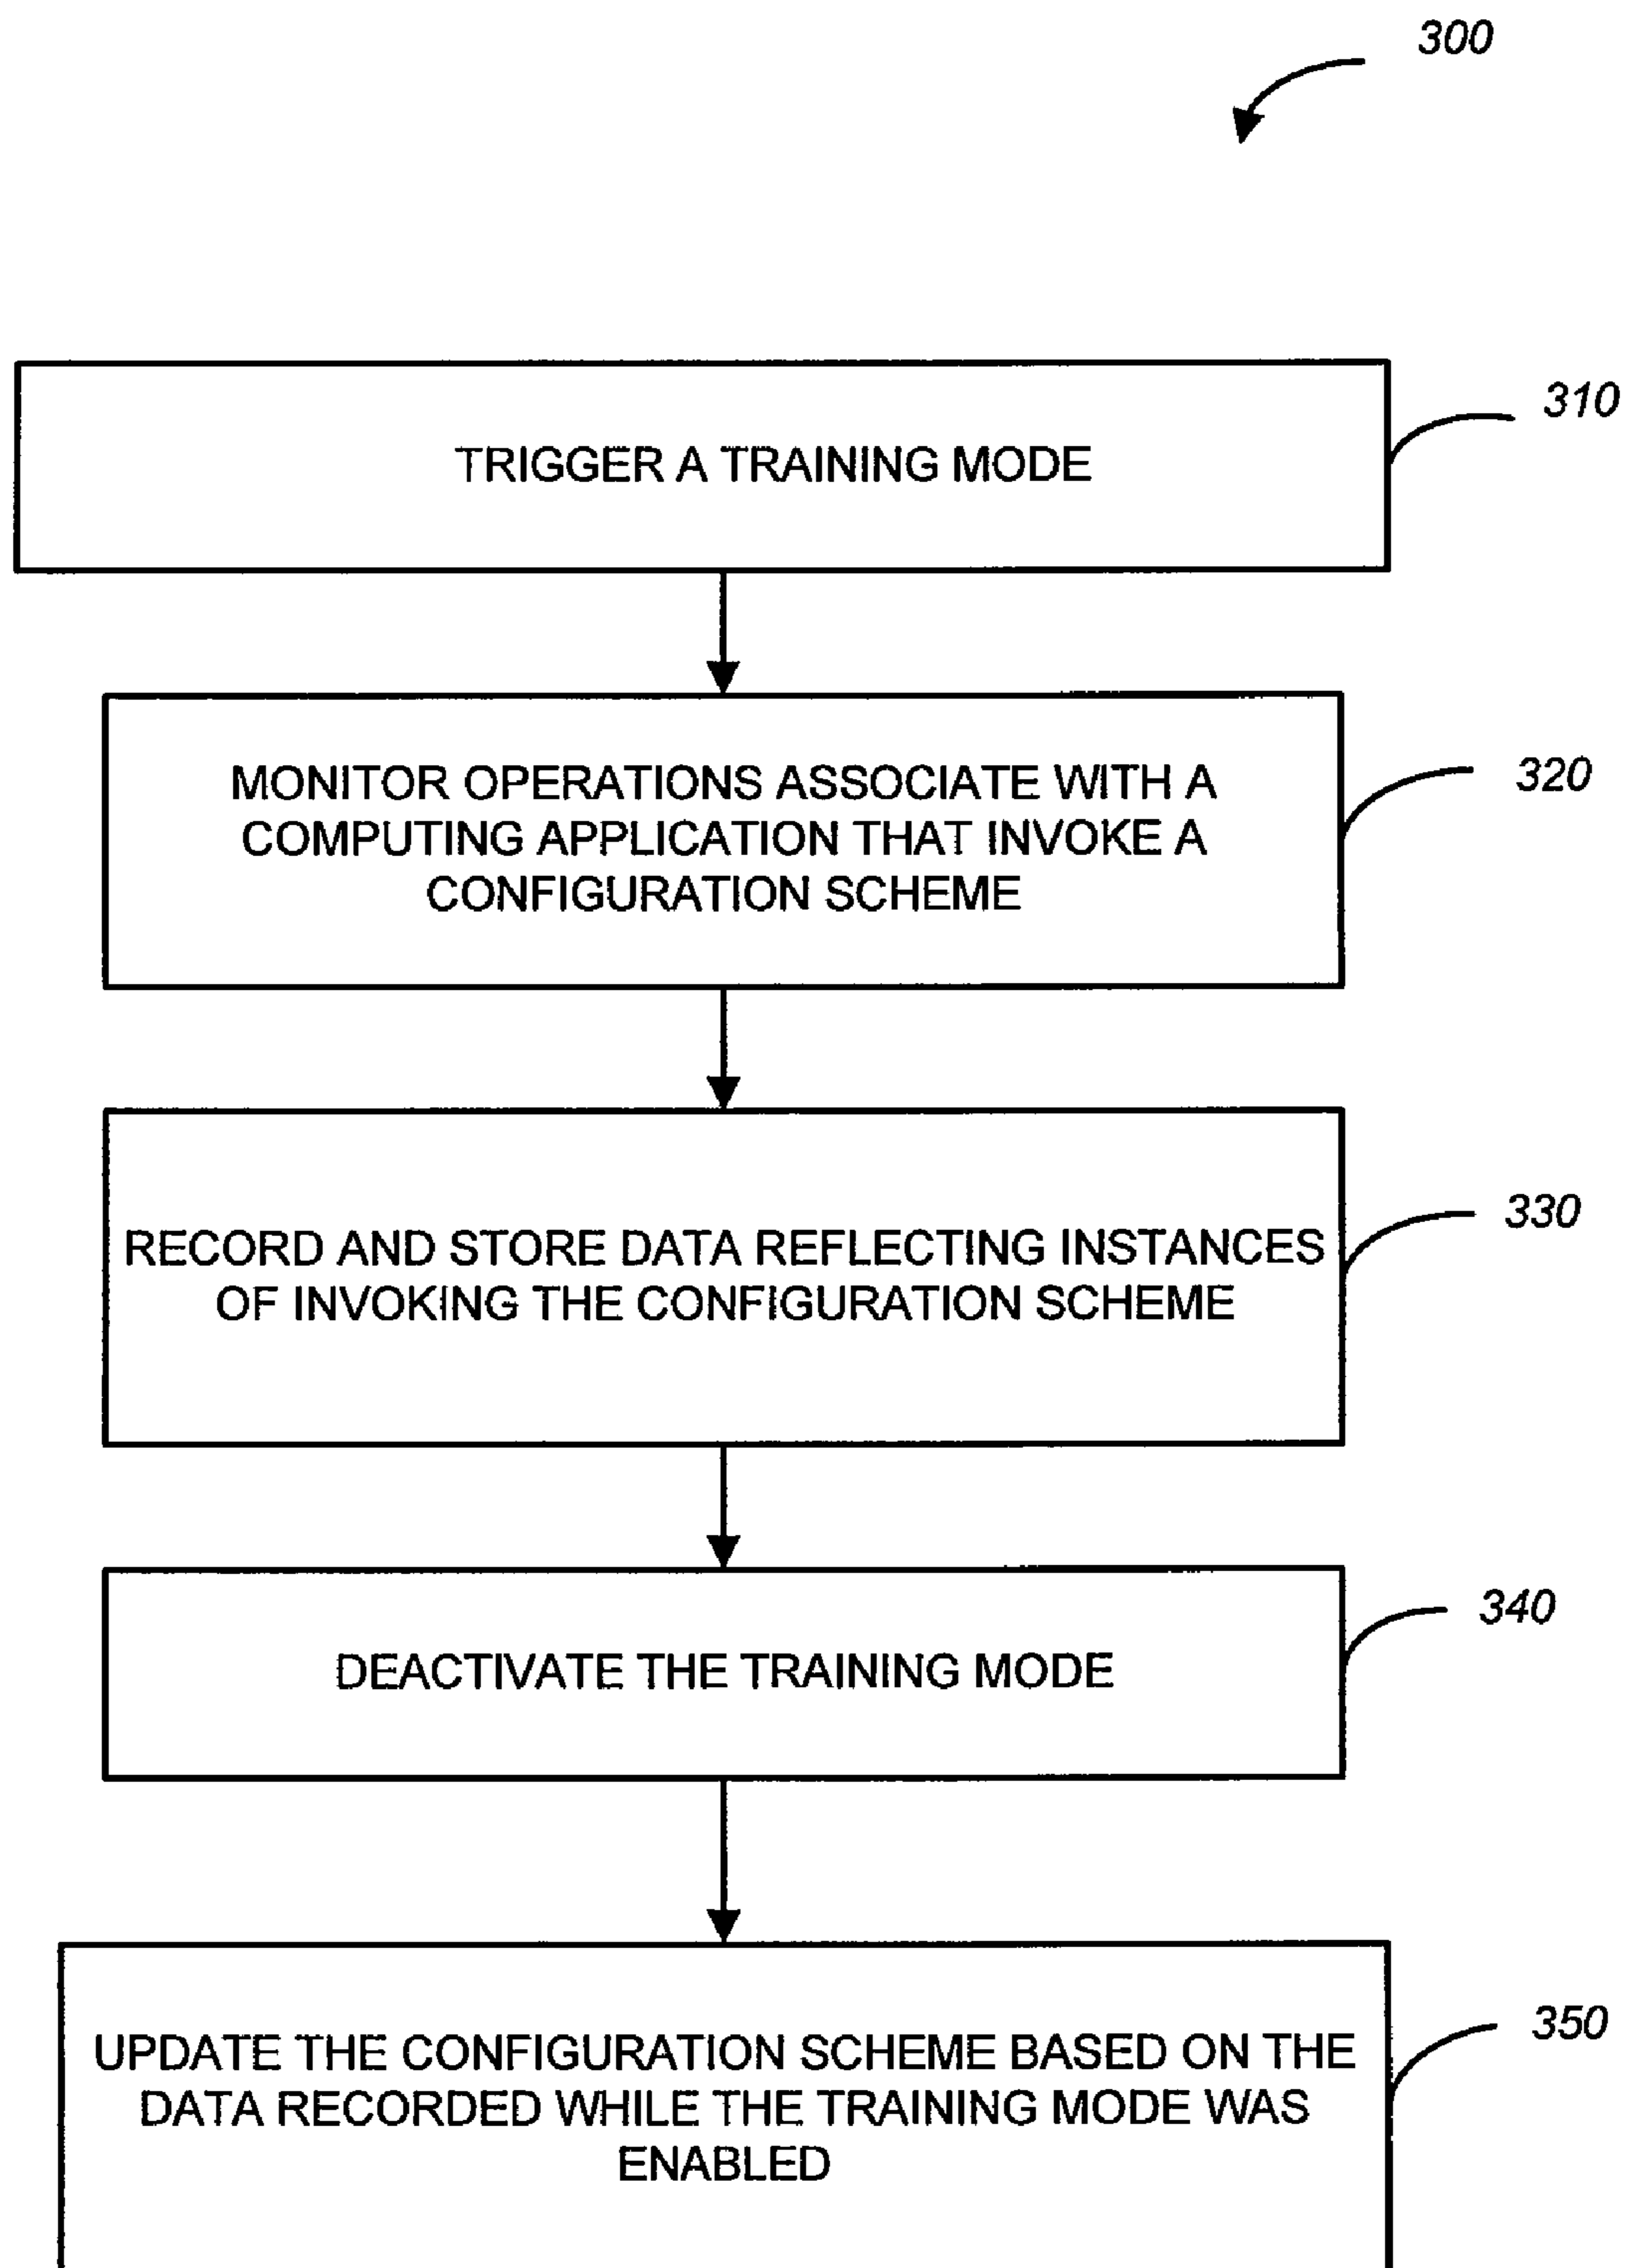 300
310
TRIGGER A TRAINING MODE
320
MONITOR OPERATIONS ASSOCIATE WITH A
COMPUTING APPLICATION THAT INVOKE A
CONFIGURATION SCHEME
330
RECORD AND STORE DATA REFLECTING INSTANCES
OF INVOKING THE CONFIGURATION SCHEME
340
DEACTIVATE THE TRAINING MODE
350
UPDATE THE CONFIGURATION SCHEME BASED ON THE
DATA RECORDED WHILE THE TRAINING MODE WAS
ENABLED